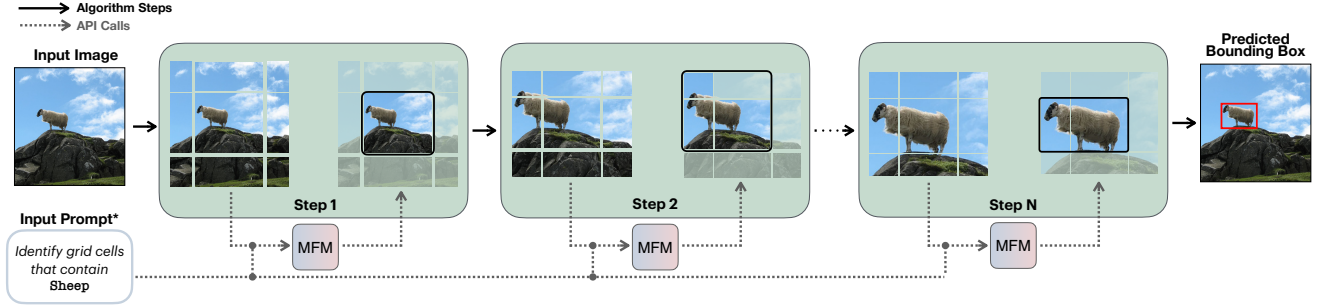 Algorithm Steps
API Calls
Input Image
Predicted
Bounding Box
Step 1
Step 2
Step N
Input Prompt*
Identify grid cells
that contain
Sheep
MFM
MFM
MFM